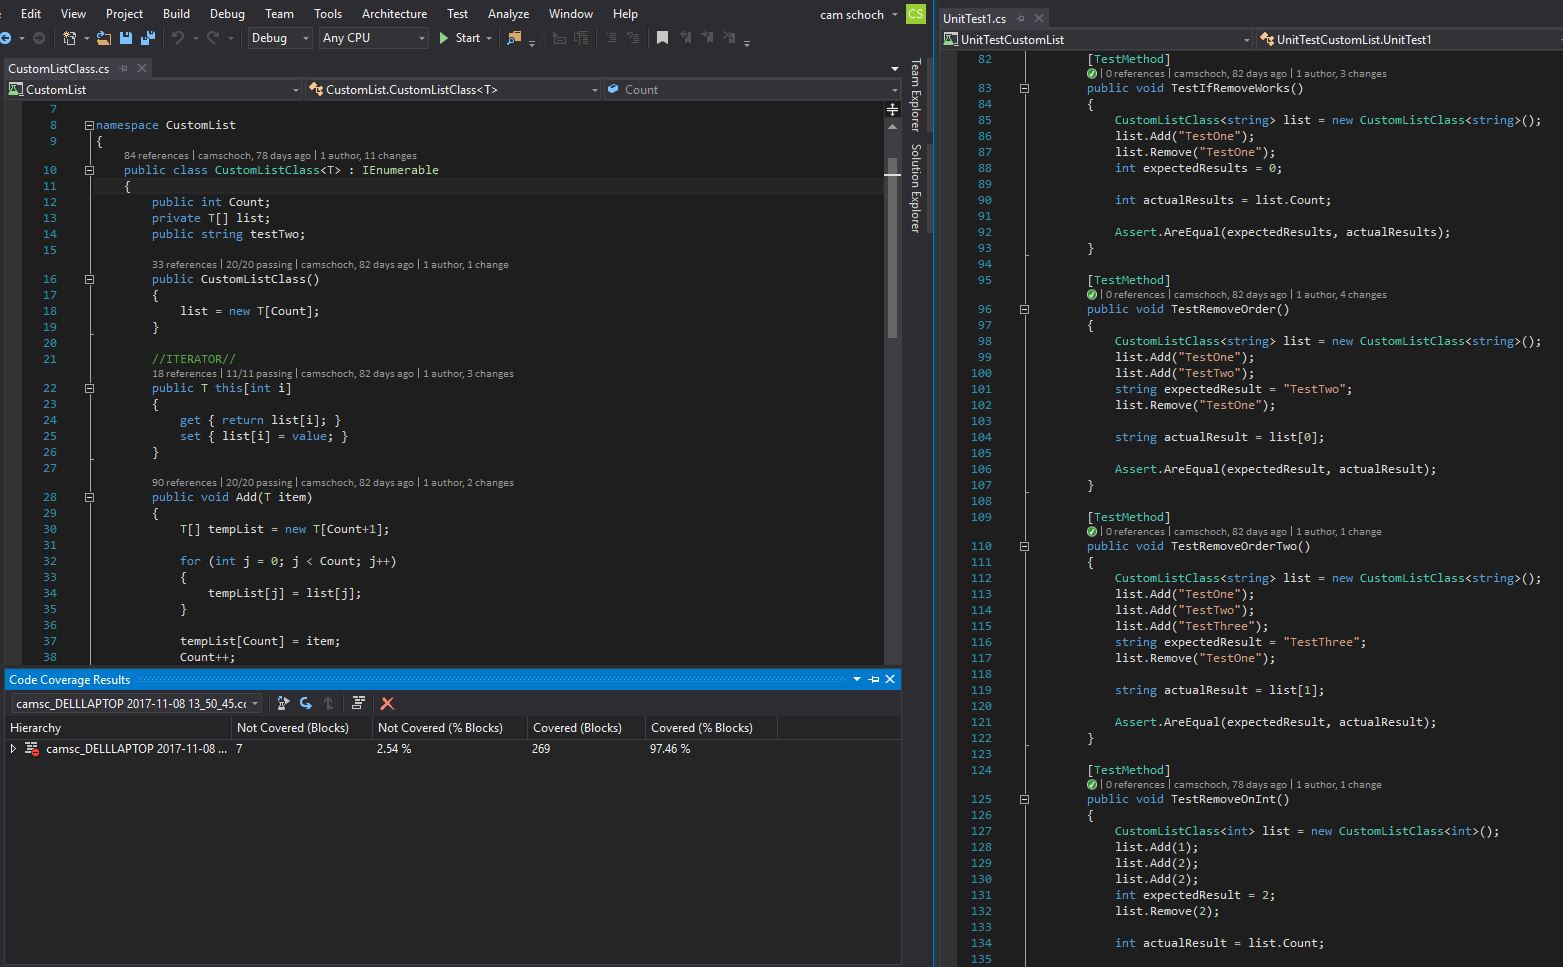 Edit View Project Build Debug Team Tools Architecture Test Analyze Window Help cam schoch CS
Debug Any CPU Start
CustomListClass.cs
CustomList CustomList.CustomListClass<T> Count
7
8 namespace CustomList
9 {
84 references | camschoch, 78 days ago | 1 author, 11 changes
10 public class CustomListClass<T> : IEnumerable
11 {
12 public int Count;
13 private T[] list;
14 public string testTwo;
15
33 references | 20/20 passing | camschoch, 82 days ago | 1 author, 1 change
16 public CustomListClass()
17 {
18 list = new T[Count];
19 }
20
21 //ITERATOR//
18 references | 11/11 passing | camschoch, 82 days ago | 1 author, 3 changes
22 public T this[int i]
23 {
24 get { return list[i]; }
25 set { list[i] = value; }
26 }
27
90 references | 20/20 passing | camschoch, 82 days ago | 1 author, 2 changes
28 public void Add(T item)
29 {
30 T[] tempList = new T[Count+1];
31
32 for (int j = 0; j < Count; j++)
33 {
34 tempList[j] = list[j];
35 }
36
37 tempList[Count] = item;
38 Count++;
Team Explorer
Solution Explorer
Code Coverage Results
camsc_DELLLAPTOP 2017-11-08 13_50_45.cc
Hierarchy Not Covered (Blocks) Not Covered (% Blocks) Covered (Blocks) Covered (% Blocks)
camsc_DELLLAPTOP 2017-11-08 ... 7 2.54 % 269 97.46 %
UnitTest1.cs
UnitTestCustomList UnitTestCustomList.UnitTest1
82 [TestMethod]
| 0 references | camschoch, 82 days ago | 1 author, 3 changes
83 public void TestIfRemoveWorks()
84 {
85 CustomListClass<string> list = new CustomListClass<string>();
86 list.Add("TestOne");
87 list.Remove("TestOne");
88 int expectedResults = 0;
89
90 int actualResults = list.Count;
91
92 Assert.AreEqual(expectedResults, actualResults);
93 }
94
95 [TestMethod]
| 0 references | camschoch, 82 days ago | 1 author, 4 changes
96 public void TestRemoveOrder()
97 {
98 CustomListClass<string> list = new CustomListClass<string>();
99 list.Add("TestOne");
100 list.Add("TestTwo");
101 string expectedResult = "TestTwo";
102 list.Remove("TestOne");
103
104 string actualResult = list[0];
105
106 Assert.AreEqual(expectedResult, actualResult);
107 }
108
109 [TestMethod]
| 0 references | camschoch, 82 days ago | 1 author, 1 change
110 public void TestRemoveOrderTwo()
111 {
112 CustomListClass<string> list = new CustomListClass<string>();
113 list.Add("TestOne");
114 list.Add("TestTwo");
115 list.Add("TestThree");
116 string expectedResult = "TestThree";
117 list.Remove("TestOne");
118
119 string actualResult = list[1];
120
121 Assert.AreEqual(expectedResult, actualResult);
122 }
123
124 [TestMethod]
| 0 references | camschoch, 78 days ago | 1 author, 1 change
125 public void TestRemoveOnInt()
126 {
127 CustomListClass<int> list = new CustomListClass<int>();
128 list.Add(1);
129 list.Add(2);
130 list.Add(2);
131 int expectedResult = 2;
132 list.Remove(2);
133
134 int actualResult = list.Count;
135